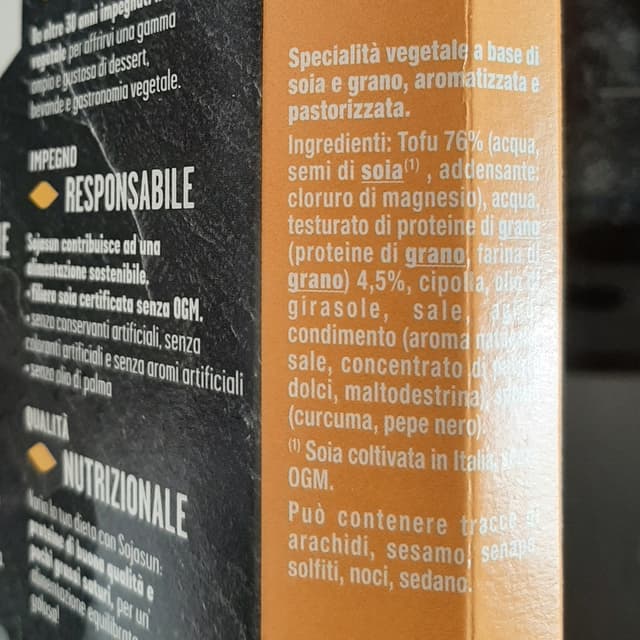 Da oltre 30 anni impegnati
vegetale per affrirvi una gamma
ampia e gustosa di dessert,
bevande e gastronomia vegetale.
IMPEGNO
RESPONSABILE
Sojasun contribuisce ad una
alimentazione sostenibile.
• filiera soia certificata senza OGM.
• senza conservanti artificiali, senza
coloranti artificiali e senza aromi artificiali
• senza olio di palma
QUALITÀ
NUTRIZIONALE
la tua dieta con Sojasun:
proteine di buona qualità e
pochi grassi saturi, per un'
alimentazione equilibrata
golosa!
Specialità vegetale a base di
soia e grano, aromatizzata e
pastorizzata.
Ingredienti: Tofu 76% (acqua,
semi di soia(1) , addensante:
cloruro di magnesio), acqua,
testurato di proteine di grano
(proteine di grano, farina di
grano) 4,5%, cipolla, olio di
girasole, sale,
condimento (aroma
sale, concentrato
dolci, maltodestrina),
(curcuma, pepe nero).
(1) Soia coltivata in Italia,
OGM.
Può contenere tracce di
arachidi, sesamo, senape,
solfiti, noci, sedano.